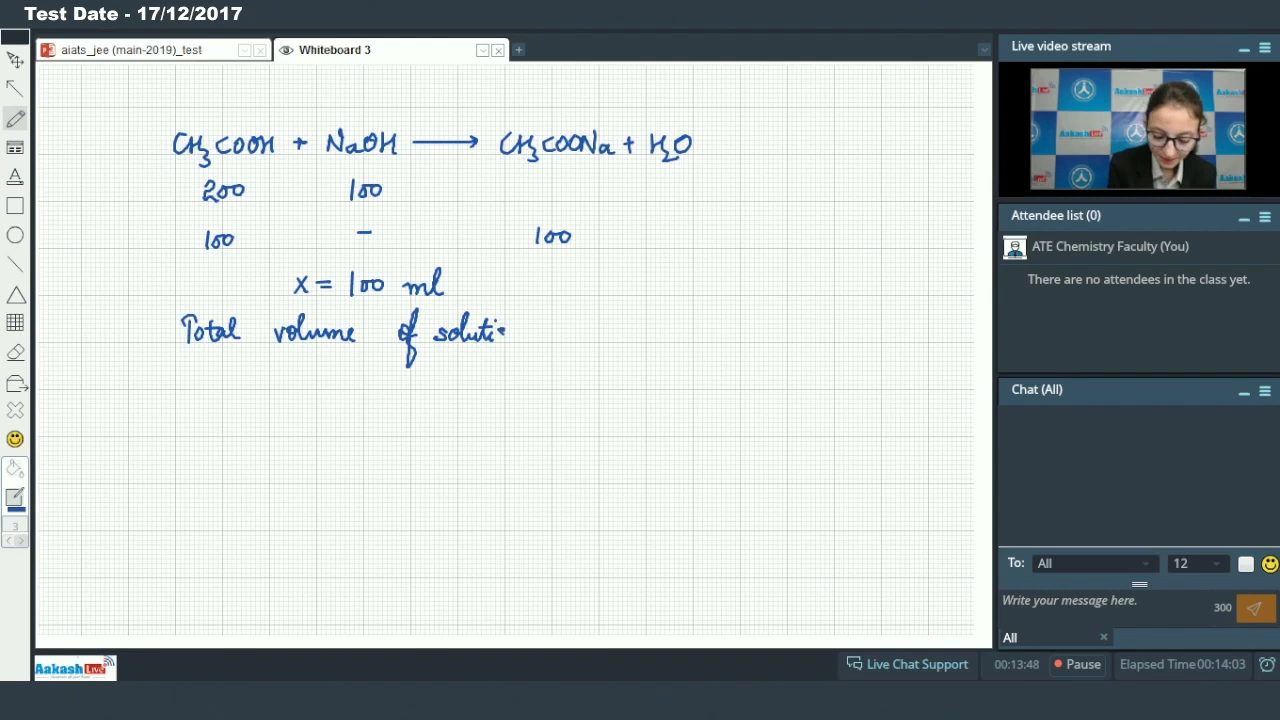 Test Date - 17/12/2017
aiats_jee (main-2019)_test
Whiteboard 3
Live video stream
CH3COOH + NaOH ⟶ CH3COONa + H2O
200 100
100 – 100
x = 100 ml
Total volume of soluti
Attendee list (0)
ATE Chemistry Faculty (You)
There are no attendees in the class yet.
Chat (All)
To: All 12
Write your message here. 300
All
3
Aakash Live
Live Chat Support 00:13:48 Pause Elapsed Time 00:14:03